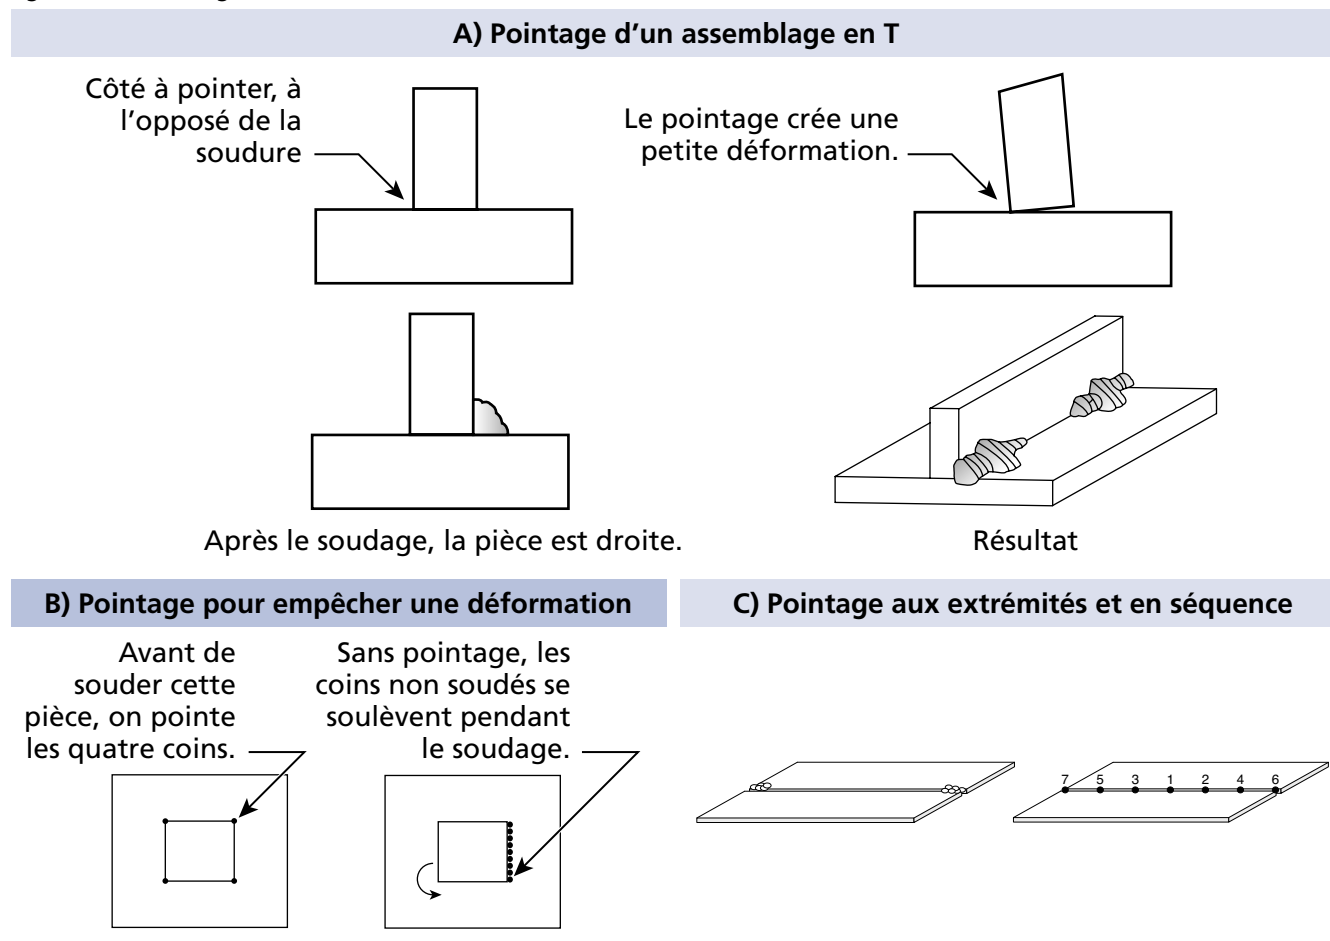 A) Pointage d’un assemblage en T
Côté à pointer, à
l’opposé de la
soudure
Le pointage crée une
petite déformation.
Après le soudage, la pièce est droite.
Résultat
B) Pointage pour empêcher une déformation
Avant de
souder cette
pièce, on pointe
les quatre coins.
Sans pointage, les
coins non soudés se
soulèvent pendant
le soudage.
C) Pointage aux extrémités et en séquence
7 5 3 1 2 4 6